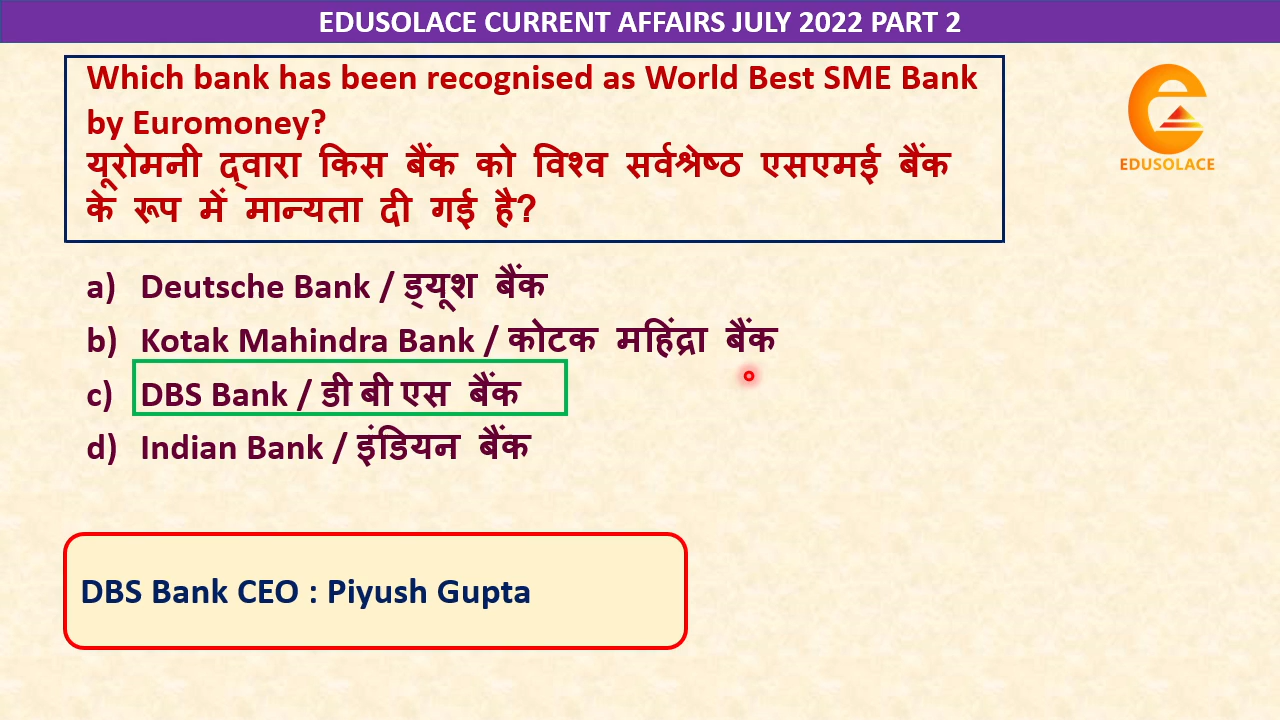 EDUSOLACE CURRENT AFFAIRS JULY 2022 PART 2
Which bank has been recognised as World Best SME Bank
by Euromoney?
यूरोमनी द्वारा किस बैंक को विश्व सर्वश्रेष्ठ एसएमई बैंक
के रूप में मान्यता दी गई है?
EDUSOLACE
a) Deutsche Bank / ड्यूश बैंक
b) Kotak Mahindra Bank / कोटक महिंद्रा बैंक
c) DBS Bank / डी बी एस बैंक
d) Indian Bank / इंडियन बैंक
DBS Bank CEO : Piyush Gupta